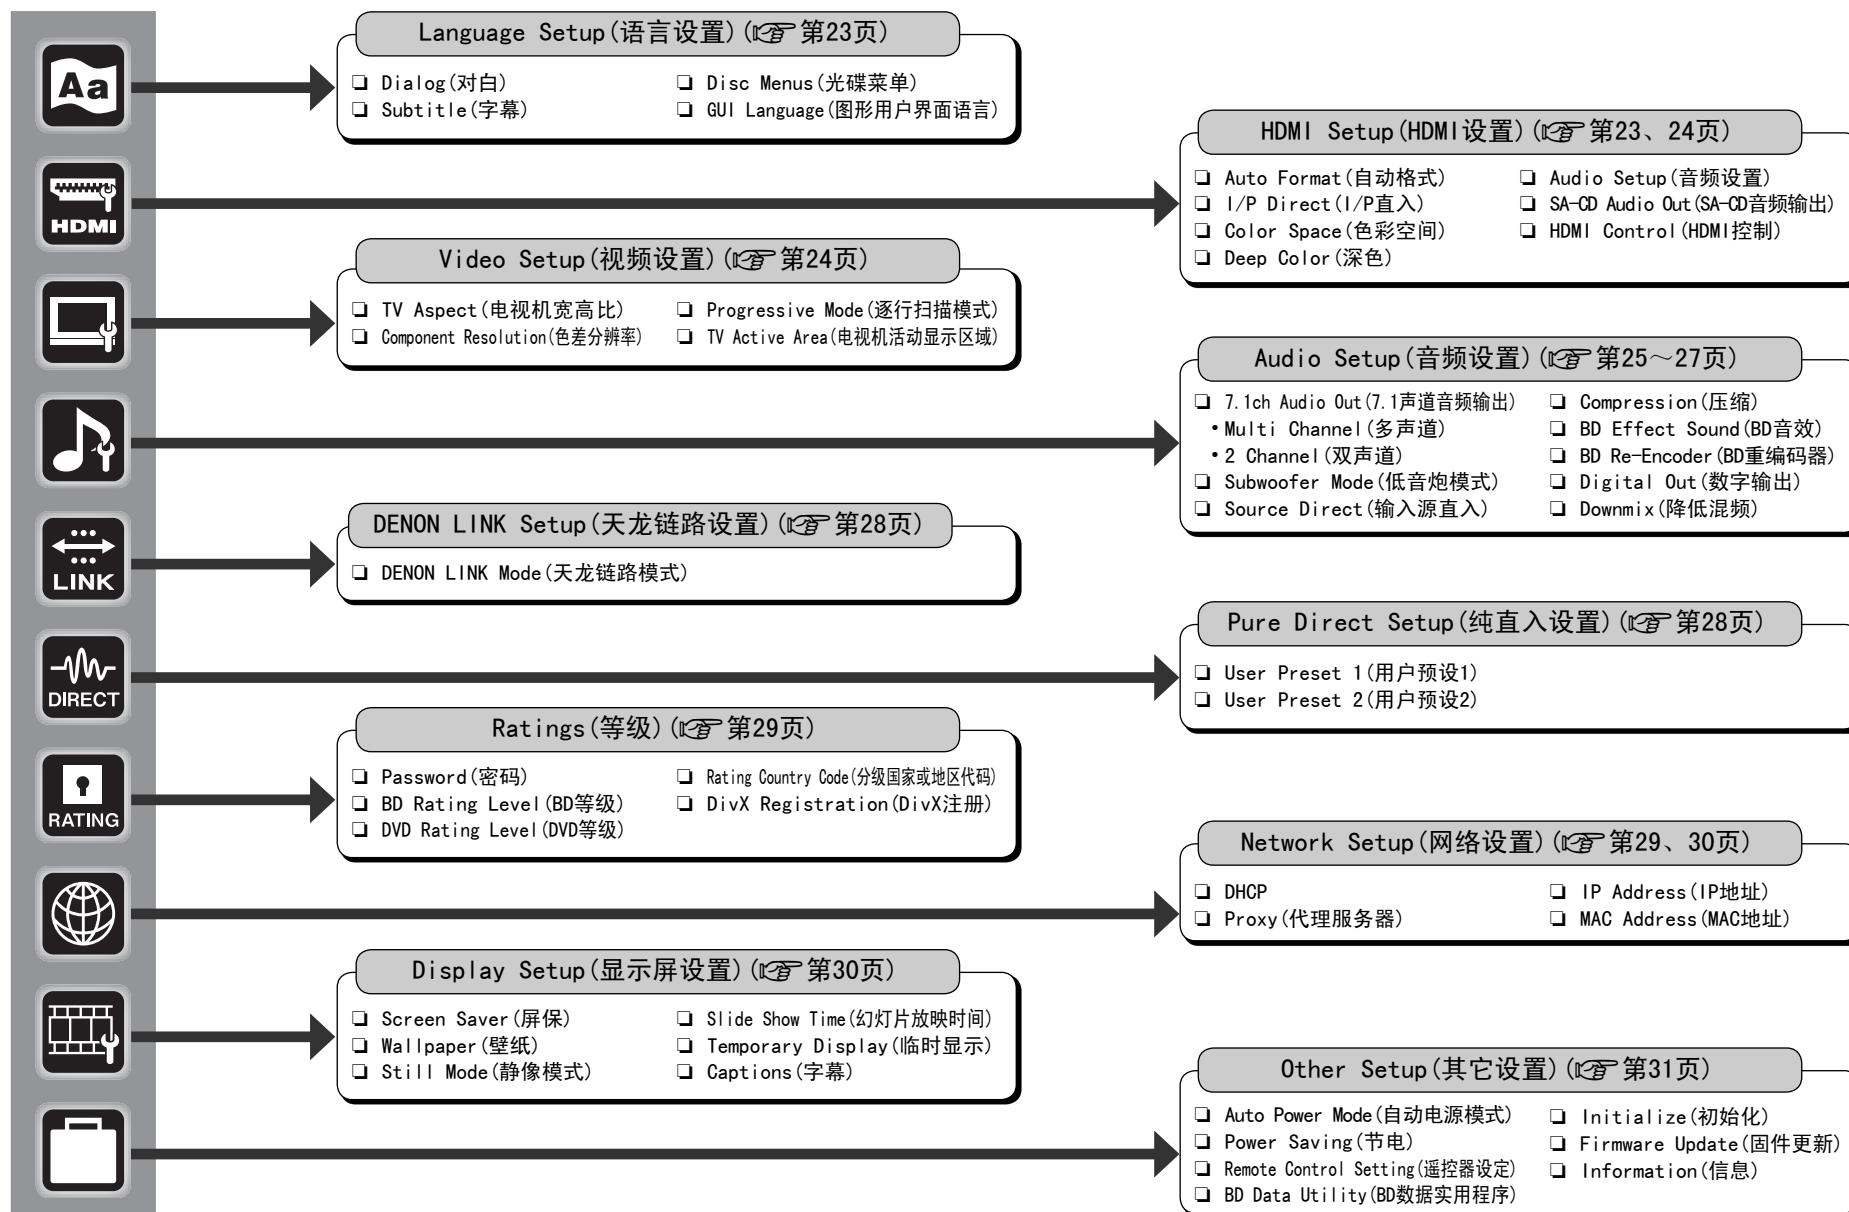 Aa
Language Setup(语言设置)(☞第23页)
❏ Dialog(对白)
❏ Subtitle(字幕)
❏ Disc Menus(光碟菜单)
❏ GUI Language(图形用户界面语言)
HDMI
HDMI Setup(HDMI设置)(☞第23、24页)
❏ Auto Format(自动格式)
❏ I/P Direct(I/P直入)
❏ Color Space(色彩空间)
❏ Deep Color(深色)
❏ Audio Setup(音频设置)
❏ SA-CD Audio Out(SA-CD音频输出)
❏ HDMI Control(HDMI控制)
Video Setup(视频设置)(☞第24页)
❏ TV Aspect(电视机宽高比)
❏ Component Resolution(色差分辨率)
❏ Progressive Mode(逐行扫描模式)
❏ TV Active Area(电视机活动显示区域)
Audio Setup(音频设置)(☞第25～27页)
❏ 7.1ch Audio Out(7.1声道音频输出)
•Multi Channel(多声道)
•2 Channel(双声道)
❏ Subwoofer Mode(低音炮模式)
❏ Source Direct(输入源直入)
❏ Compression(压缩)
❏ BD Effect Sound(BD音效)
❏ BD Re-Encoder(BD重编码器)
❏ Digital Out(数字输出)
❏ Downmix(降低混频)
LINK
DENON LINK Setup(天龙链路设置)(☞第28页)
❏ DENON LINK Mode(天龙链路模式)
DIRECT
Pure Direct Setup(纯直入设置)(☞第28页)
❏ User Preset 1(用户预设1)
❏ User Preset 2(用户预设2)
RATING
Ratings(等级)(☞第29页)
❏ Password(密码)
❏ BD Rating Level(BD等级)
❏ DVD Rating Level(DVD等级)
❏ Rating Country Code(分级国家或地区代码)
❏ DivX Registration(DivX注册)
Network Setup(网络设置)(☞第29、30页)
❏ DHCP
❏ Proxy(代理服务器)
❏ IP Address(IP地址)
❏ MAC Address(MAC地址)
Display Setup(显示屏设置)(☞第30页)
❏ Screen Saver(屏保)
❏ Wallpaper(壁纸)
❏ Still Mode(静像模式)
❏ Slide Show Time(幻灯片放映时间)
❏ Temporary Display(临时显示)
❏ Captions(字幕)
Other Setup(其它设置)(☞第31页)
❏ Auto Power Mode(自动电源模式)
❏ Power Saving(节电)
❏ Remote Control Setting(遥控器设定)
❏ BD Data Utility(BD数据实用程序)
❏ Initialize(初始化)
❏ Firmware Update(固件更新)
❏ Information(信息)